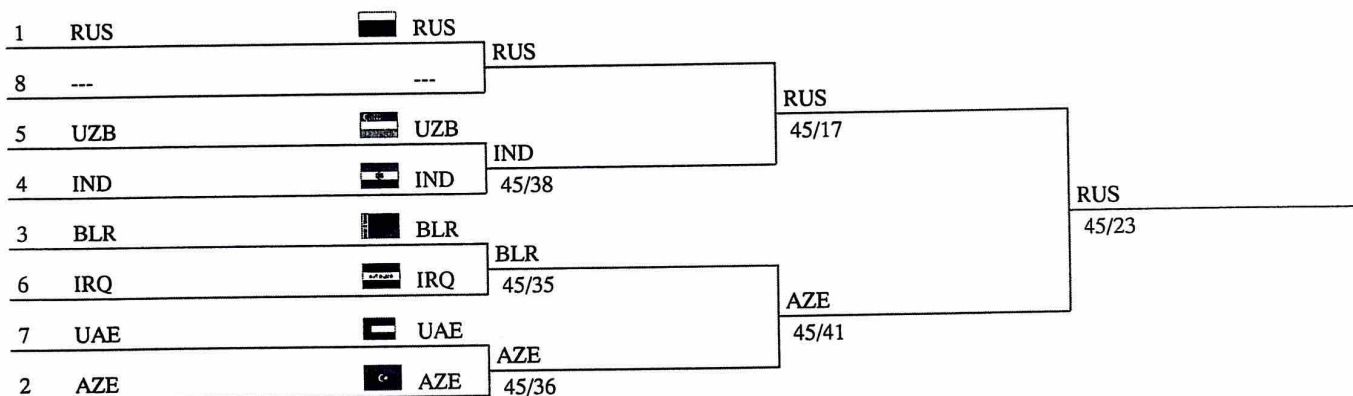 1 RUS RUS
RUS
8 --- ---
RUS
45/17
5 UZB UZB
IND
45/38
4 IND IND
RUS
45/23
3 BLR BLR
BLR
45/35
6 IRQ IRQ
AZE
45/41
7 UAE UAE
AZE
45/36
2 AZE AZE